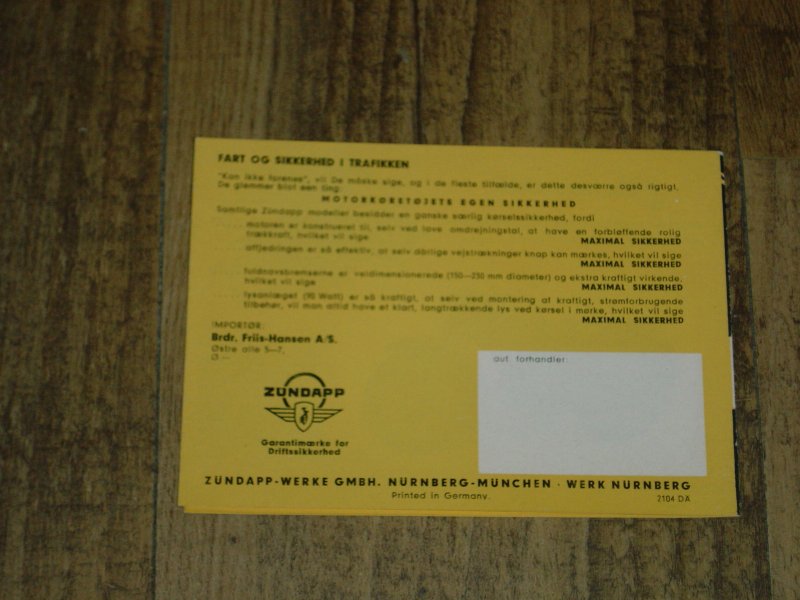 FART OG SIKKERHED I TRAFIKKEN
"Kan ikke forenes", vil De måske sige, og i de fleste tilfælde, er dette desværre også rigtigt.
De glemmer blot een ting:
MOTORKØRETØJETS EGEN SIKKERHED
Samtlige Zündapp modeller besidder en ganske særlig kørselssikkerhed, fordi
motoren er konstrueret til, selv ved lave omdrejningstal, at have en forbløffende rolig
trækkraft, hvilket vil sige
MAXIMAL SIKKERHED
affjedringen er så effektiv, at selv dårlige vejstrækninger knap kan mærkes, hvilket vil sige
MAXIMAL SIKKERHED
fuldnavsbremserne er veldimensionerede (150—230 mm diameter) og ekstra kraftigt virkende,
hvilket vil sige
MAXIMAL SIKKERHED
lysanlæget (90 Watt) er så kraftigt, at selv ved montering af kraftigt, strømforbrugende
tilbehør, vil man altid have et klart, langtrækkende lys ved kørsel i mørke, hvilket vil sige
MAXIMAL SIKKERHED
IMPORTØR:
Brdr. Friis-Hansen A/S.
Østre alle 5—7,
aut. forhandler
ZÜNDAPP
Garantimærke for
Driftssikkerhed
ZÜNDAPP-WERKE GMBH. NÜRNBERG-MÜNCHEN · WERK NÜRNBERG
Printed in Germany.
2104 DA